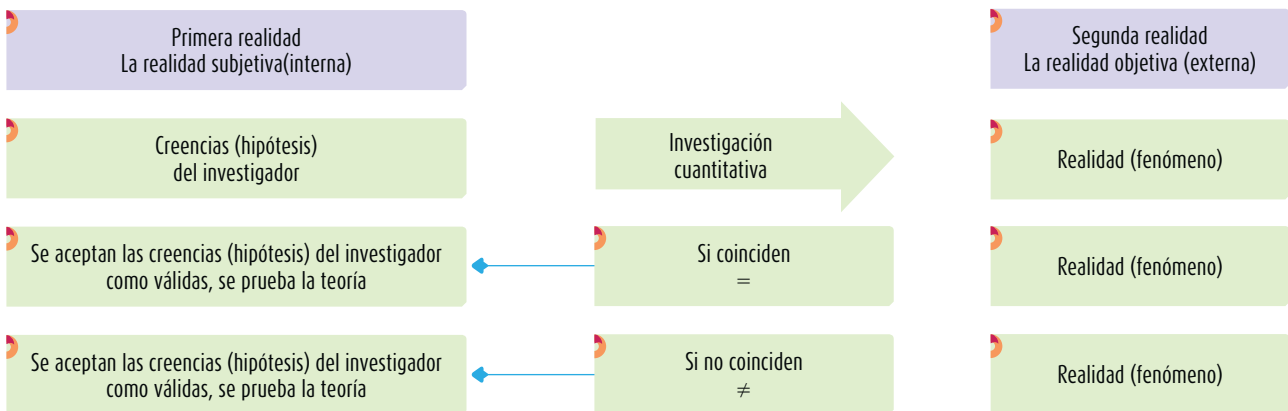 Primera realidad
La realidad subjetiva(interna)
Segunda realidad
La realidad objetiva (externa)
Creencias (hipótesis)
del investigador
Investigación
cuantitativa
Realidad (fenómeno)
Se aceptan las creencias (hipótesis) del investigador
como válidas, se prueba la teoría
Si coinciden
=
Realidad (fenómeno)
Se aceptan las creencias (hipótesis) del investigador
como válidas, se prueba la teoría
Si no coinciden
≠
Realidad (fenómeno)